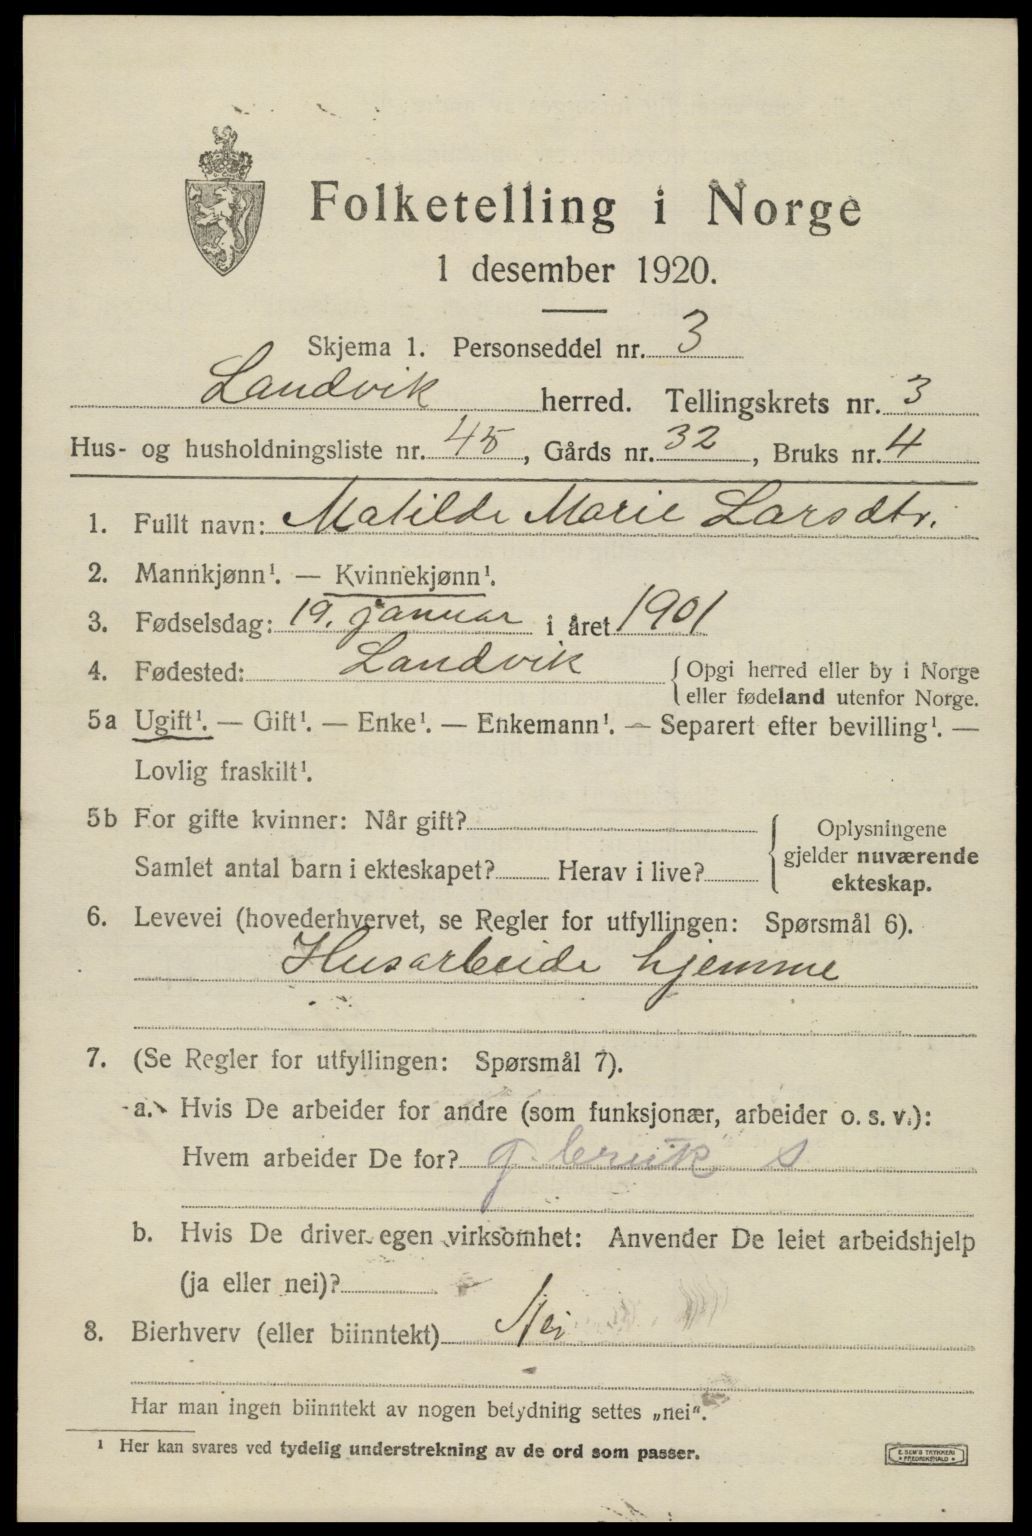 Folketelling i Norge
1 desember 1920.
Skjema 1. Personseddel nr. 3
Landvik herred. Tellingskrets nr. 3
Hus- og husholdningsliste nr. 45, Gårds nr. 32, Bruks nr. 4
1. Fullt navn: Matilde Marie Larsdtr.
2. Mannkjønn¹. — Kvinnekjønn¹.
3. Fødselsdag: 19. januar i året 1901
4. Fødested: Landvik { Opgi herred eller by i Norge
eller fødeland utenfor Norge.
5a Ugift¹. — Gift¹. — Enke¹. — Enkemann¹. — Separert efter bevilling¹. —
Lovlig fraskilt¹.
5b For gifte kvinner: Når gift?
Samlet antal barn i ekteskapet? Herav i live?
Oplysningene
gjelder nuværende
ekteskap.
6. Levevei (hovederhvervet, se Regler for utfyllingen: Spørsmål 6).
Husarbeide hjemme
7. (Se Regler for utfyllingen: Spørsmål 7).
a. Hvis De arbeider for andre (som funksjonær, arbeider o. s. v.):
Hvem arbeider De for? g. bruk s
b. Hvis De driver egen virksomhet: Anvender De leiet arbeidshjelp
(ja eller nei)?
8. Bierhverv (eller biinntekt) Nei
Har man ingen biinntekt av nogen betydning settes „nei".
¹ Her kan svares ved tydelig understrekning av de ord som passer.
E. SEM'S TRYKKERI
FREDRIKSHALD